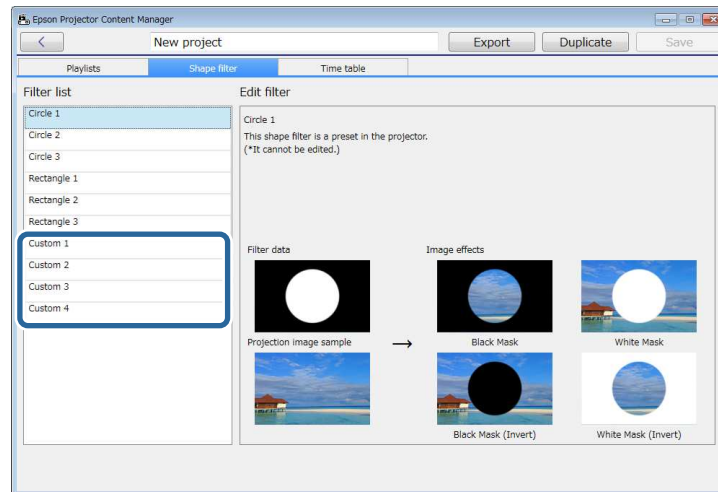 Epson Projector Content Manager
New project
Export
Duplicate
Save
Playlists
Shape filter
Time table
Filter list
Circle 1
Circle 2
Circle 3
Rectangle 1
Rectangle 2
Rectangle 3
Custom 1
Custom 2
Custom 3
Custom 4
Edit filter
Circle 1
This shape filter is a preset in the projector.
(*It cannot be edited.)
Filter data
Image effects
Projection image sample
→
Black Mask
White Mask
Black Mask (Invert)
White Mask (Invert)